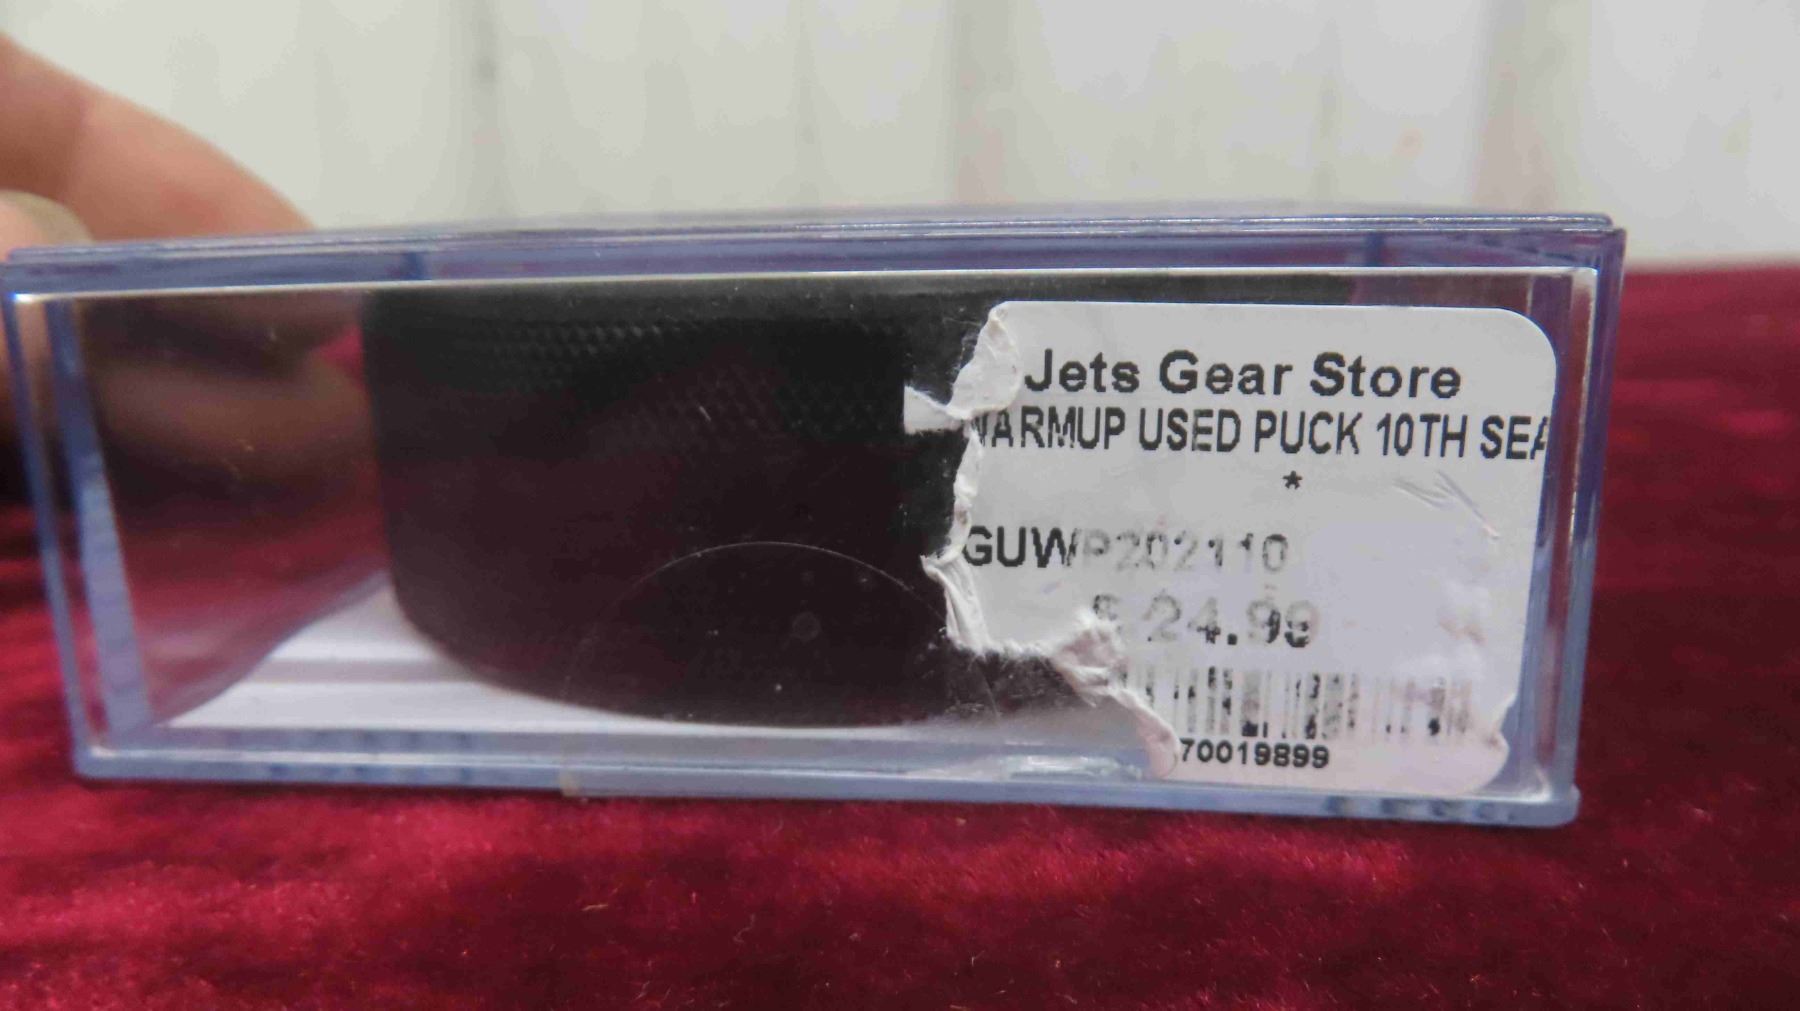 Jets Gear Store
WARMUP USED PUCK 10TH SEA
*
GUWP202110
$ 24.99
70019899